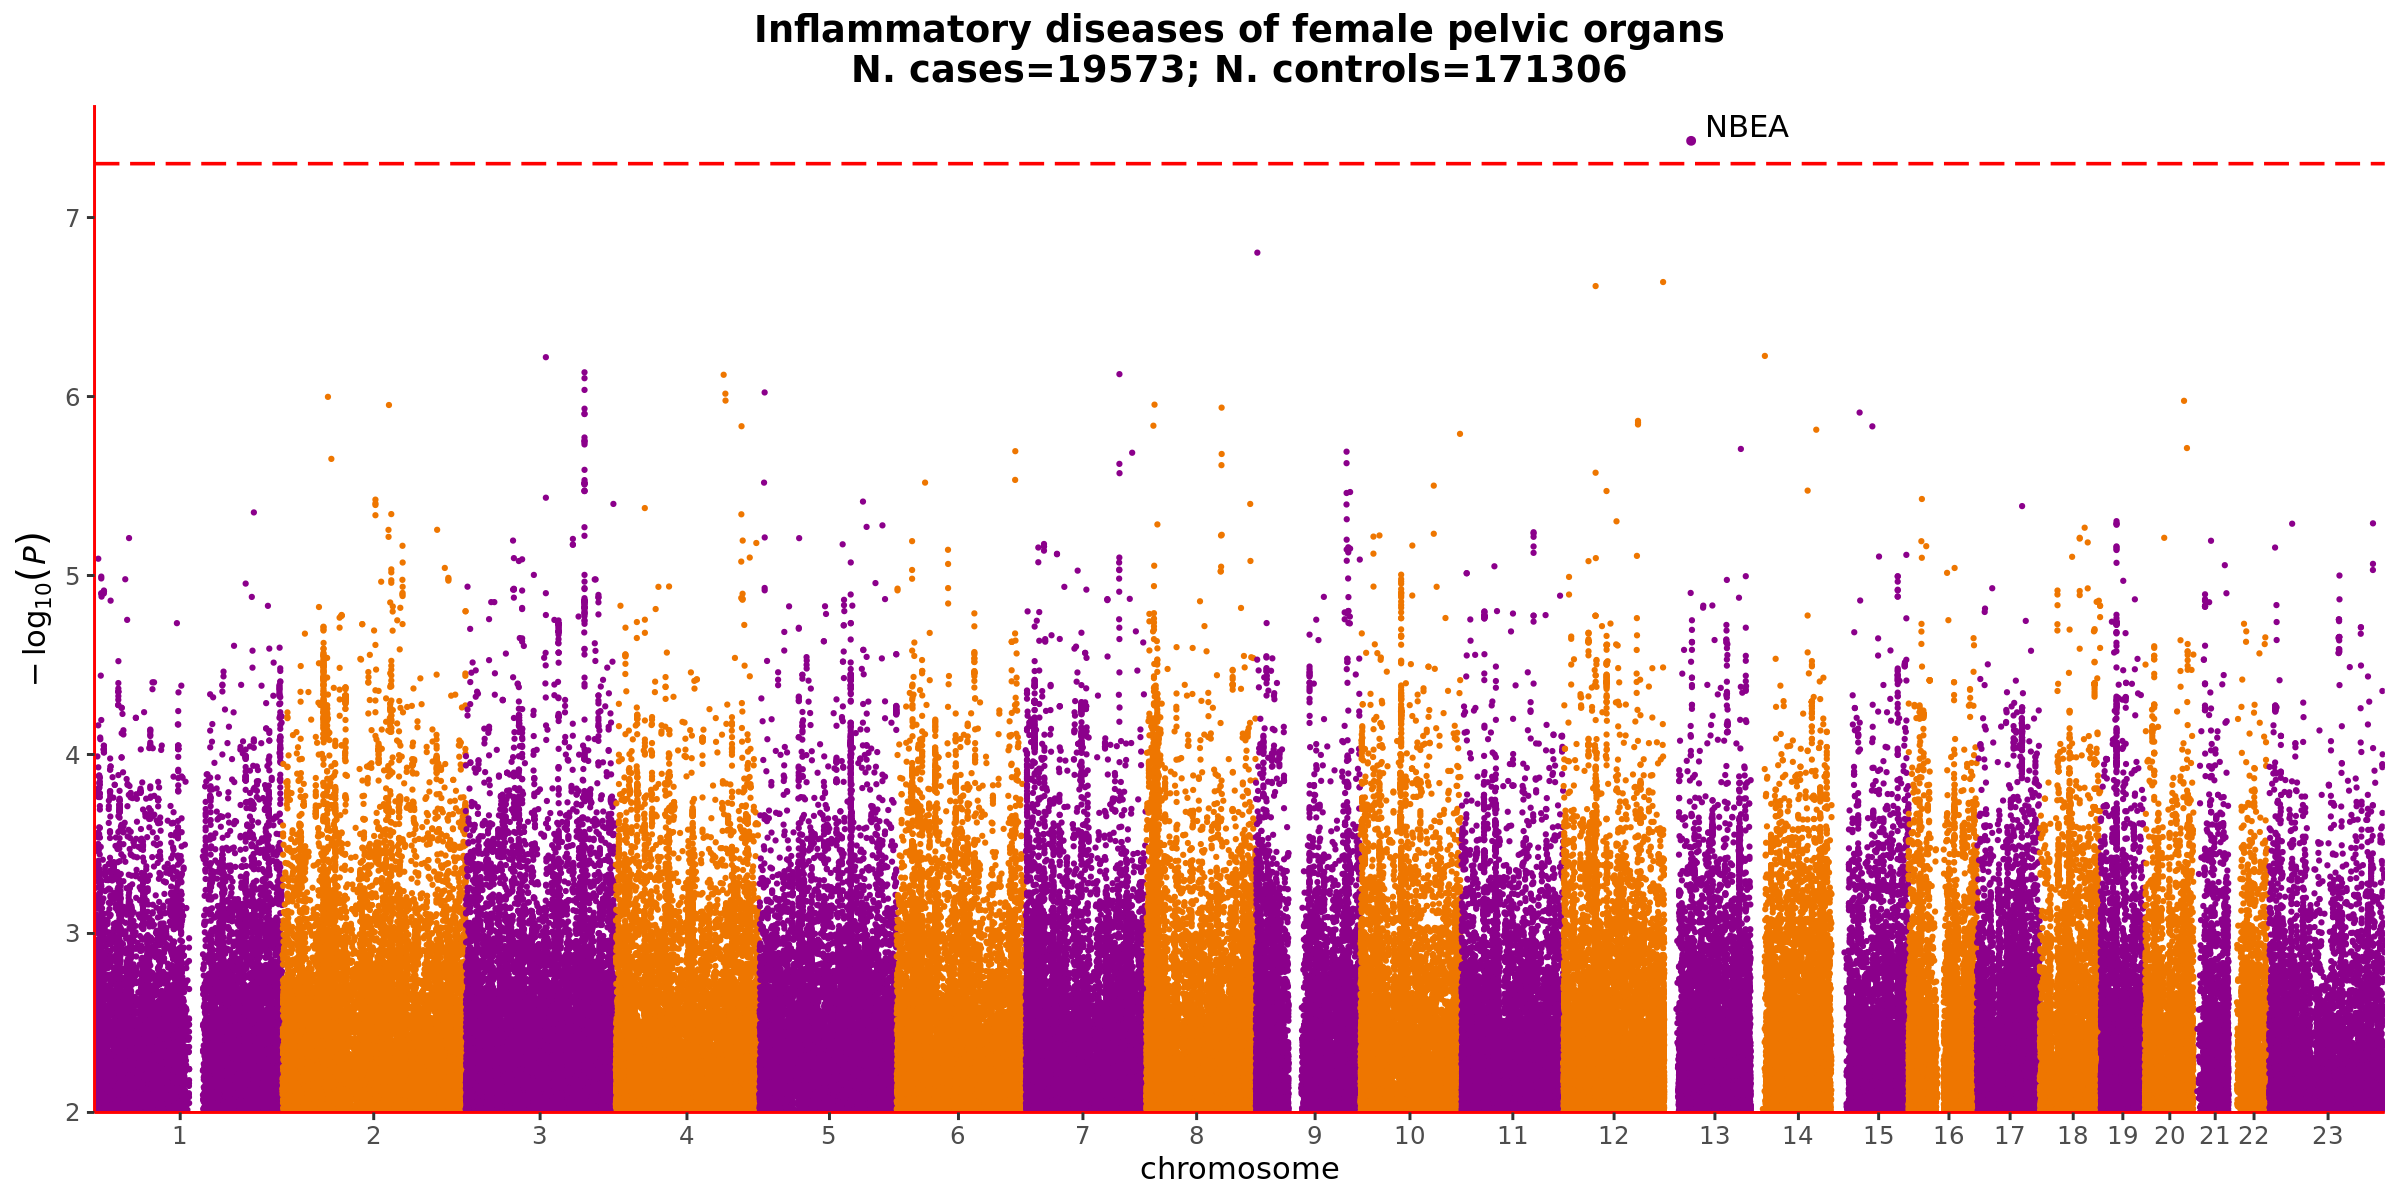 Inflammatory diseases of female pelvic organs
N. cases=19573; N. controls=171306
NBEA
7
6
5
4
3
2
−log10(P)
1 2 3 4 5 6 7 8 9 10 11 12 13 14 15 16 17 18 19 20 21 22 23
chromosome